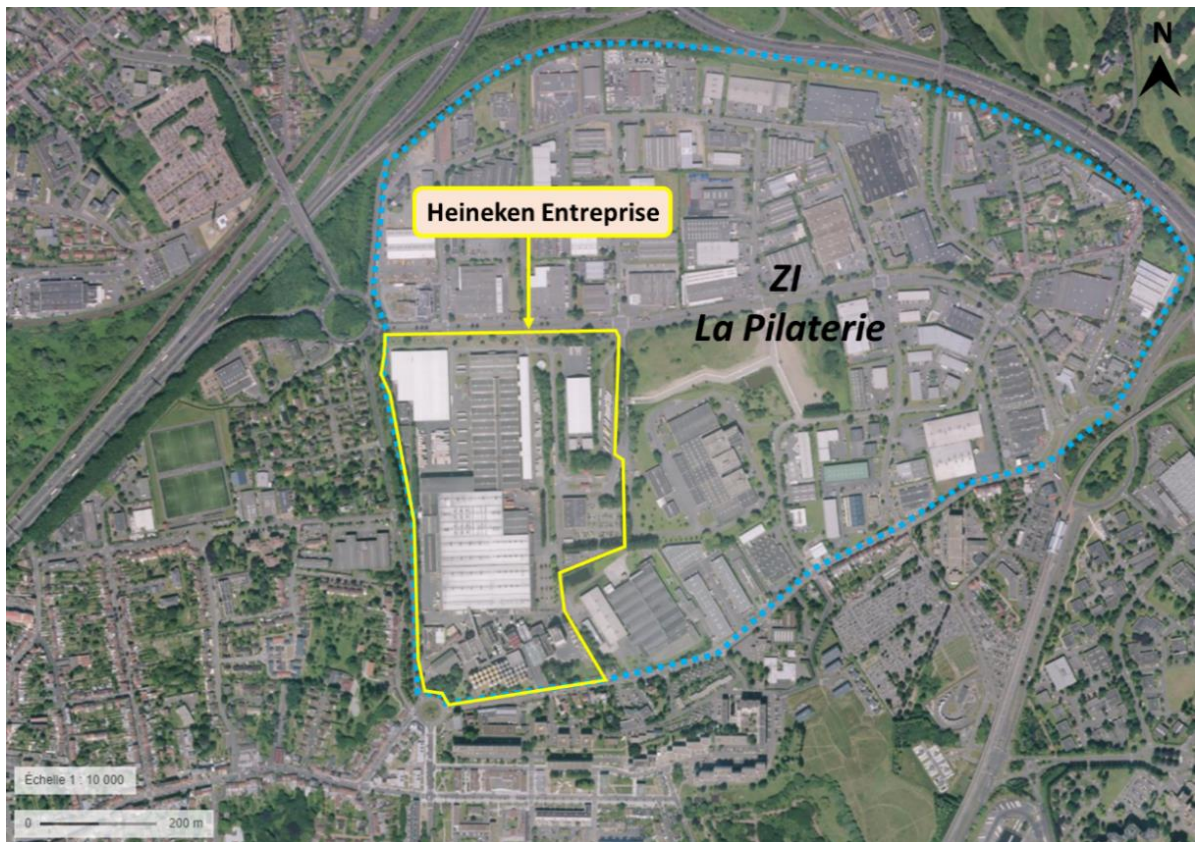 N
Heineken Entreprise
ZI
La Pilaterie
Échelle 1 : 10 000
0 200 m